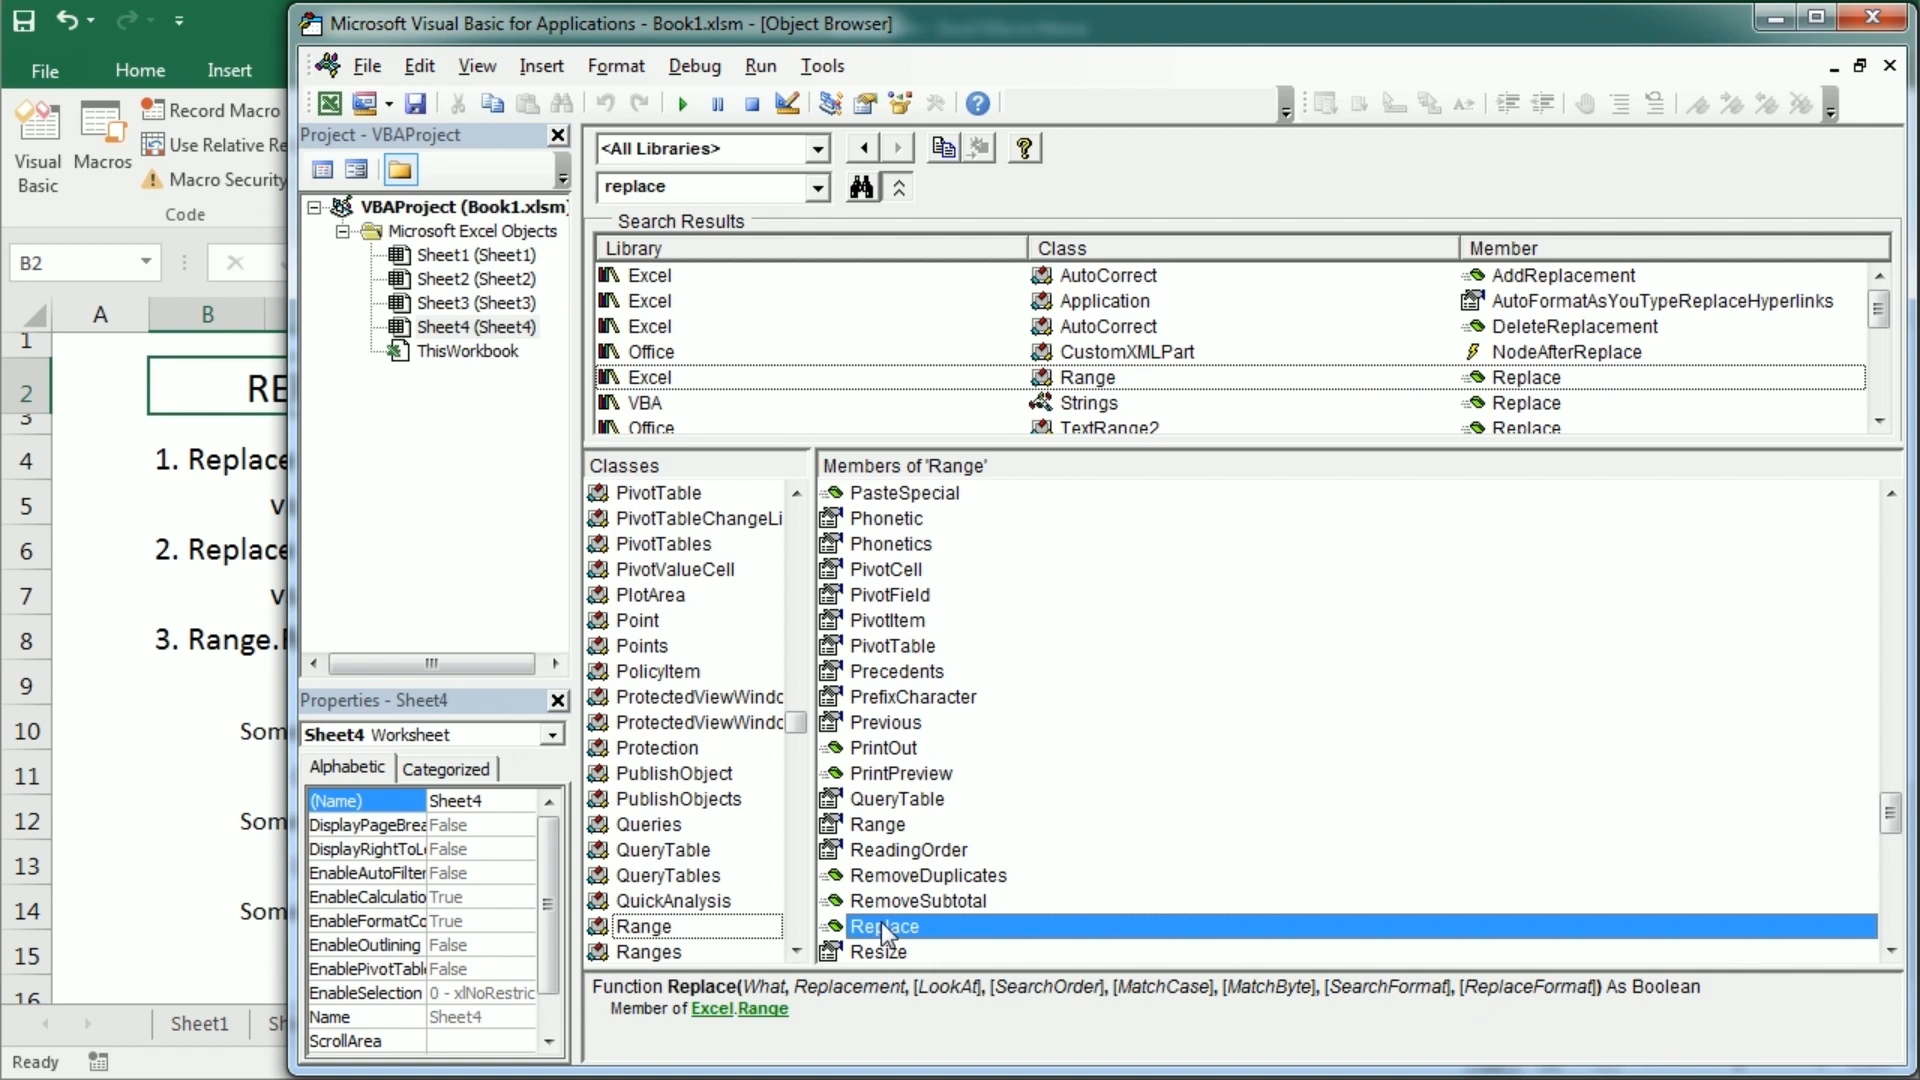 Microsoft Visual Basic for Applications - Book1.xlsm - [Object Browser]
File Home Insert
File Edit View Insert Format Debug Run Tools
Visual Basic
Macros
Record Macro
Use Relative Re
Macro Security
Code
B2
A B
1
2 RE
3
4 1. Replace
5 v
6 2. Replace
7 v
8 3. Range.
9
10 Som
11
12 Som
13
14 Som
15
16
Sheet1 Sh
Ready
Project - VBAProject
VBAProject (Book1.xlsm)
Microsoft Excel Objects
Sheet1 (Sheet1)
Sheet2 (Sheet2)
Sheet3 (Sheet3)
Sheet4 (Sheet4)
ThisWorkbook
Properties - Sheet4
Sheet4 Worksheet
Alphabetic Categorized
(Name) Sheet4
DisplayPageBrea False
DisplayRightToL False
EnableAutoFilter False
EnableCalculatio True
EnableFormatCo True
EnableOutlining False
EnablePivotTabl False
EnableSelection 0 - xlNoRestric
Name Sheet4
ScrollArea
<All Libraries>
replace
Search Results
Library Class Member
Excel AutoCorrect AddReplacement
Excel Application AutoFormatAsYouTypeReplaceHyperlinks
Excel AutoCorrect DeleteReplacement
Office CustomXMLPart NodeAfterReplace
Excel Range Replace
VBA Strings Replace
Office TextRange2 Replace
Classes
PivotTable
PivotTableChangeLi
PivotTables
PivotValueCell
PlotArea
Point
Points
PolicyItem
ProtectedViewWindo
ProtectedViewWindo
Protection
PublishObject
PublishObjects
Queries
QueryTable
QueryTables
QuickAnalysis
Range
Ranges
Members of 'Range'
PasteSpecial
Phonetic
Phonetics
PivotCell
PivotField
PivotItem
PivotTable
Precedents
PrefixCharacter
Previous
PrintOut
PrintPreview
QueryTable
Range
ReadingOrder
RemoveDuplicates
RemoveSubtotal
Replace
Resize
Function Replace(What, Replacement, [LookAt], [SearchOrder], [MatchCase], [MatchByte], [SearchFormat], [ReplaceFormat]) As Boolean
Member of Excel.Range